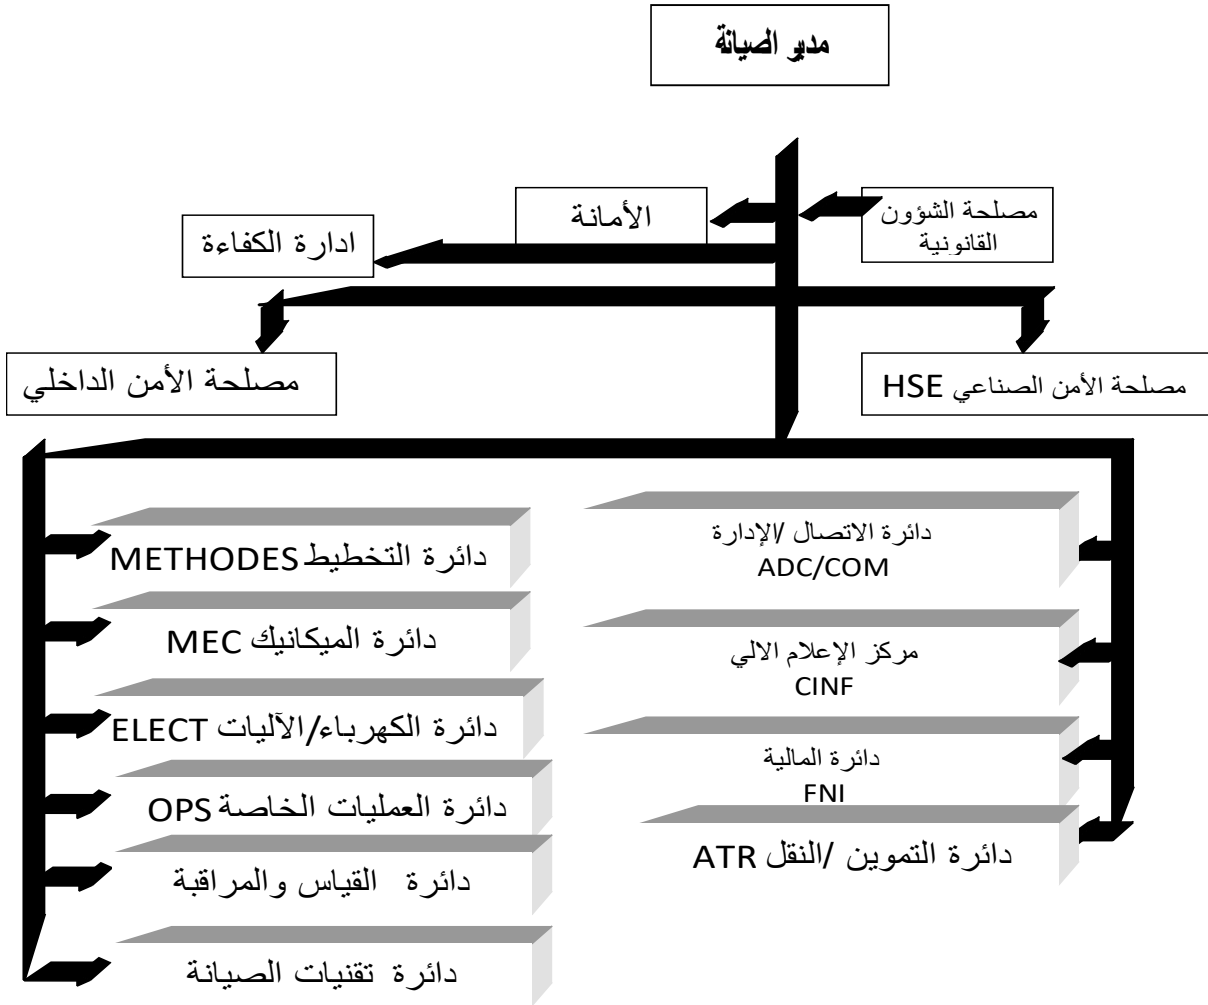 مدير الصيانة
مصلحة الشؤون
القانونية
الأمانة
ادارة الكفاءة
مصلحة الأمن الصناعي HSE
مصلحة الأمن الداخلي
دائرة الاتصال /الإدارة
ADC/COM
مركز الإعلام الالي
CINF
دائرة المالية
FNI
دائرة التموين /النقل ATR
دائرة التخطيط METHODES
دائرة الميكانيك MEC
دائرة الكهرباء/الآليات ELECT
دائرة العمليات الخاصة OPS
دائرة القياس والمراقبة
دائرة تقنيات الصيانة